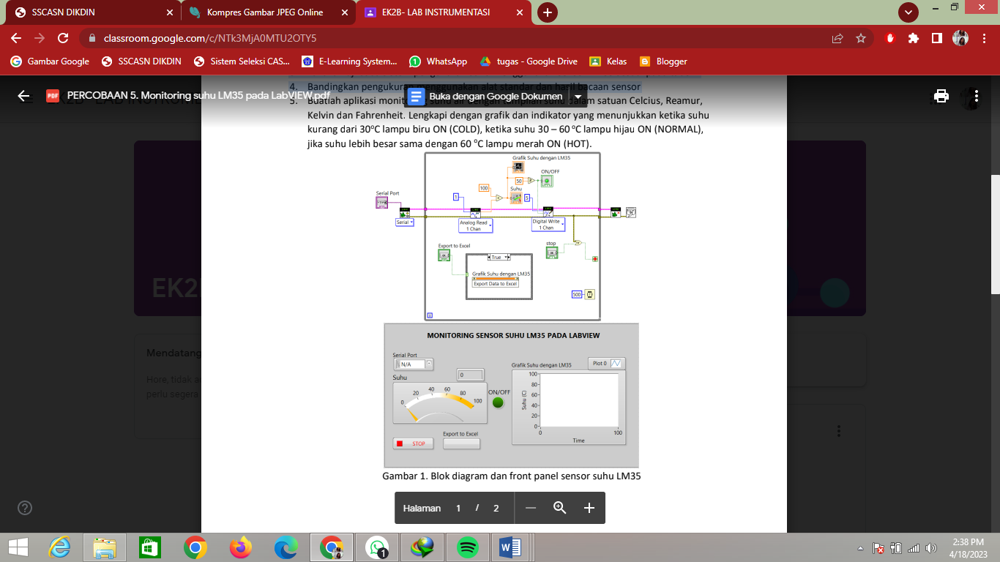 SSCASN DIKDIN
Kompres Gambar JPEG Online
EK2B- LAB INSTRUMENTASI
classroom.google.com/c/NTk3MjA0MTU2OTY5
Gambar Google
SSCASN DIKDIN
Sistem Seleksi CAS...
E-Learning System...
WhatsApp
tugas - Google Drive
Kelas
Blogger
PDF
PERCOBAAN 5. Monitoring suhu LM35 pada LabVIEW.pdf
Buka dengan Google Dokumen
4. Bandingkan pengukuran menggunakan alat standar dan hasil bacaan sensor
5. Buatlah aplikasi monitoring suhu air dengan tampilan suhu dalam satuan Celcius, Reamur,
Kelvin dan Fahrenheit. Lengkapi dengan grafik dan indikator yang menunjukkan ketika suhu
kurang dari 30°C lampu biru ON (COLD), ketika suhu 30 – 60 °C lampu hijau ON (NORMAL),
jika suhu lebih besar sama dengan 60 °C lampu merah ON (HOT).
Grafik Suhu dengan LM35
ON/OFF
50
100
Suhu
Serial Port
1
5
Serial
Analog Read
1 Chan
Digital Write
1 Chan
Export to Excel
stop
True
Grafik Suhu dengan LM35
Export Data to Excel
500
i
MONITORING SENSOR SUHU LM35 PADA LABVIEW
Serial Port
N/A
0
Suhu
0 20 40 60 80 100
ON/OFF
Grafik Suhu dengan LM35
Plot 0
100
80
60
40
20
0
Suhu (C)
0 100
Time
Export to Excel
STOP
Gambar 1. Blok diagram dan front panel sensor suhu LM35
EK2
Mendatang
Hore, tidak a
perlu segera
Halaman 1 / 2
1
2:38 PM
4/18/2023